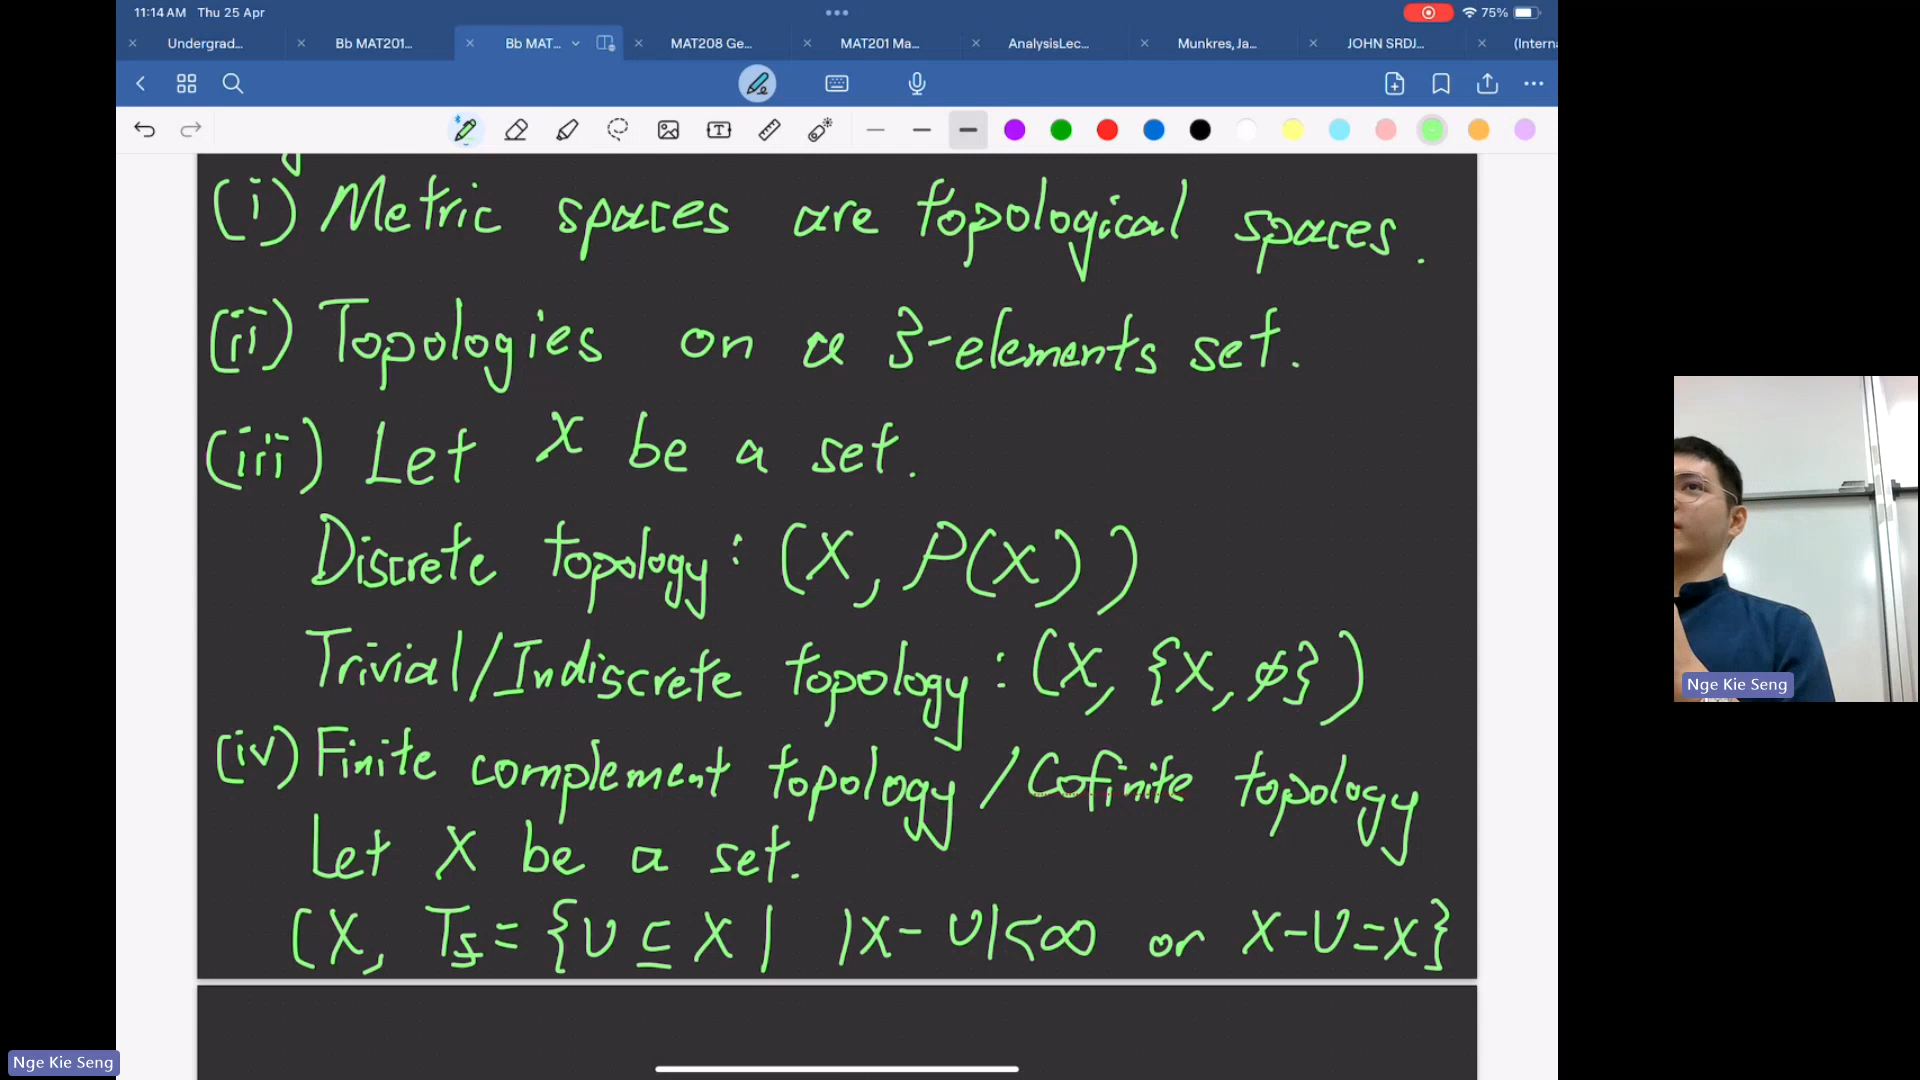 11:14 AM Thu 25 Apr
75%
Undergrad...
Bb MAT201...
Bb MAT...
MAT208 Ge...
MAT201 Ma...
AnalysisLec...
Munkres, Ja...
JOHN SRDJ...
(Intern
(i) Metric spaces are topological spaces.
(ii) Topologies on a 3-elements set.
(iii) Let X be a set.
Discrete topology: (X, P(X))
Trivial/Indiscrete topology: (X, {X, ∅})
(iv) Finite complement topology / Cofinite topology
Let X be a set.
(X, T_f = {U ⊆ X | |X - U| < ∞ or X - U = X}
Nge Kie Seng
Nge Kie Seng